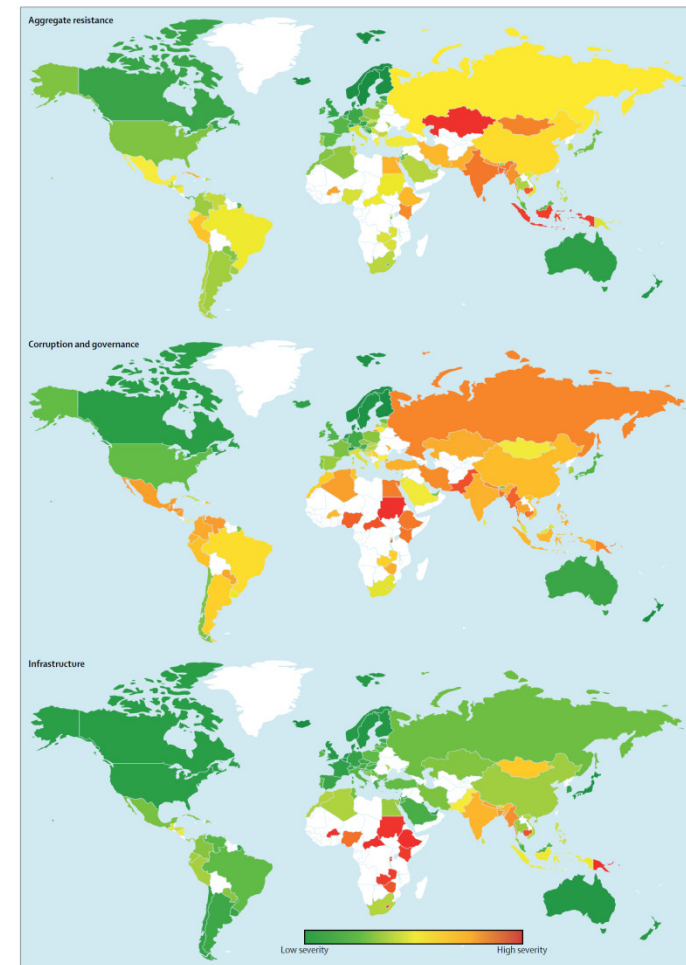 Aggregate resistance
Corruption and governance
Infrastructure
Low severity
High severity